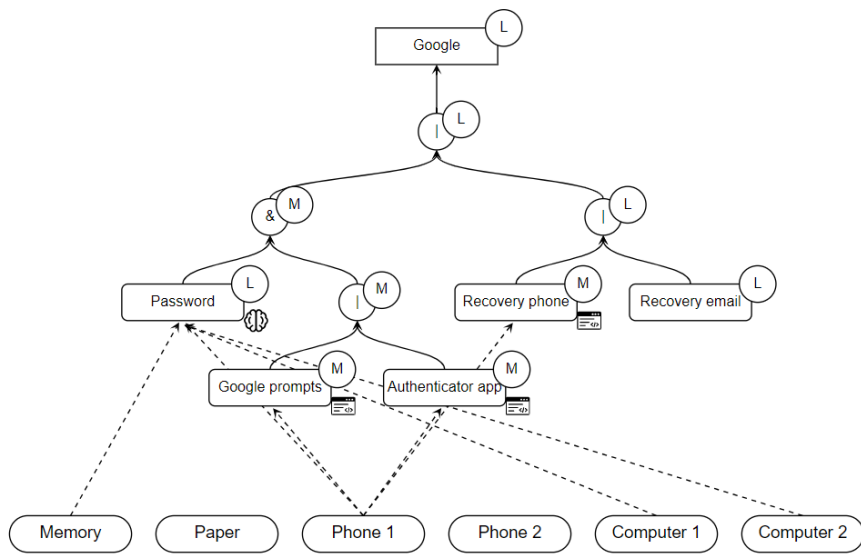 Google
L
|
L
&
M
|
L
Password
L
|
M
Recovery phone
M
Recovery email
L
Google prompts
M
Authenticator app
M
Memory
Paper
Phone 1
Phone 2
Computer 1
Computer 2